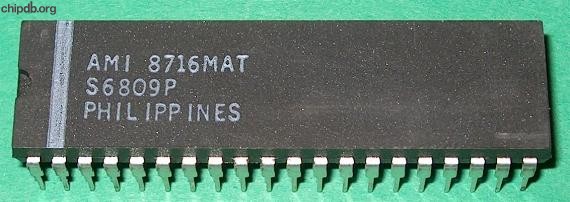 chipdb.org
AMI 8716MAT
S6809P
PHILIPPINES